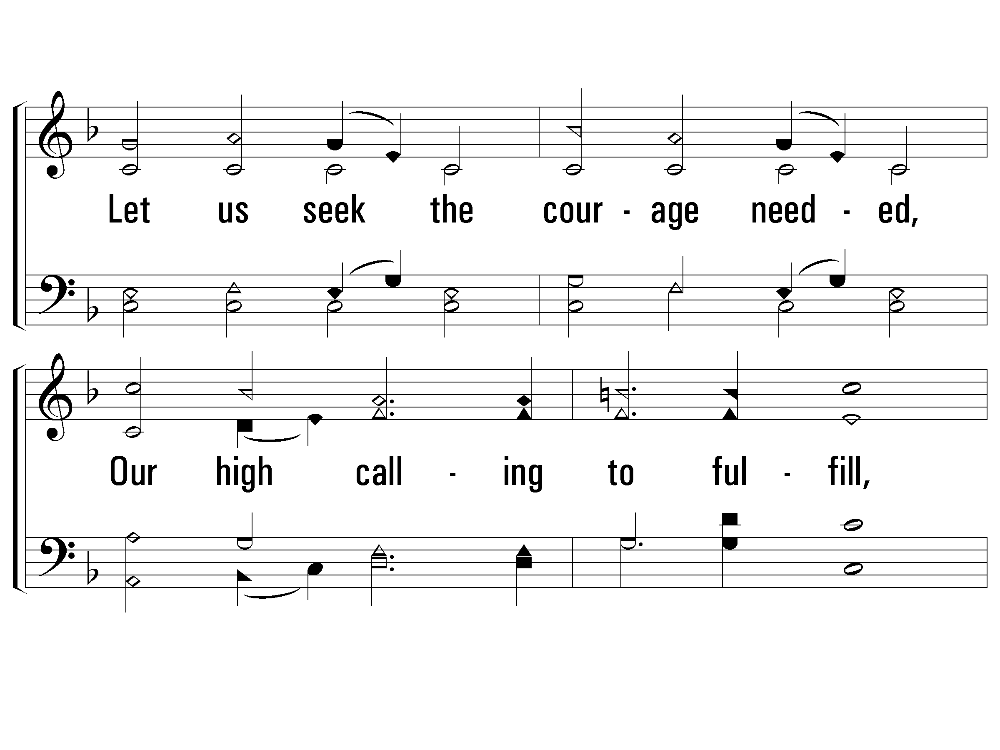 Let us seek the cour - age need - ed,
Our high call - ing to ful - fill,